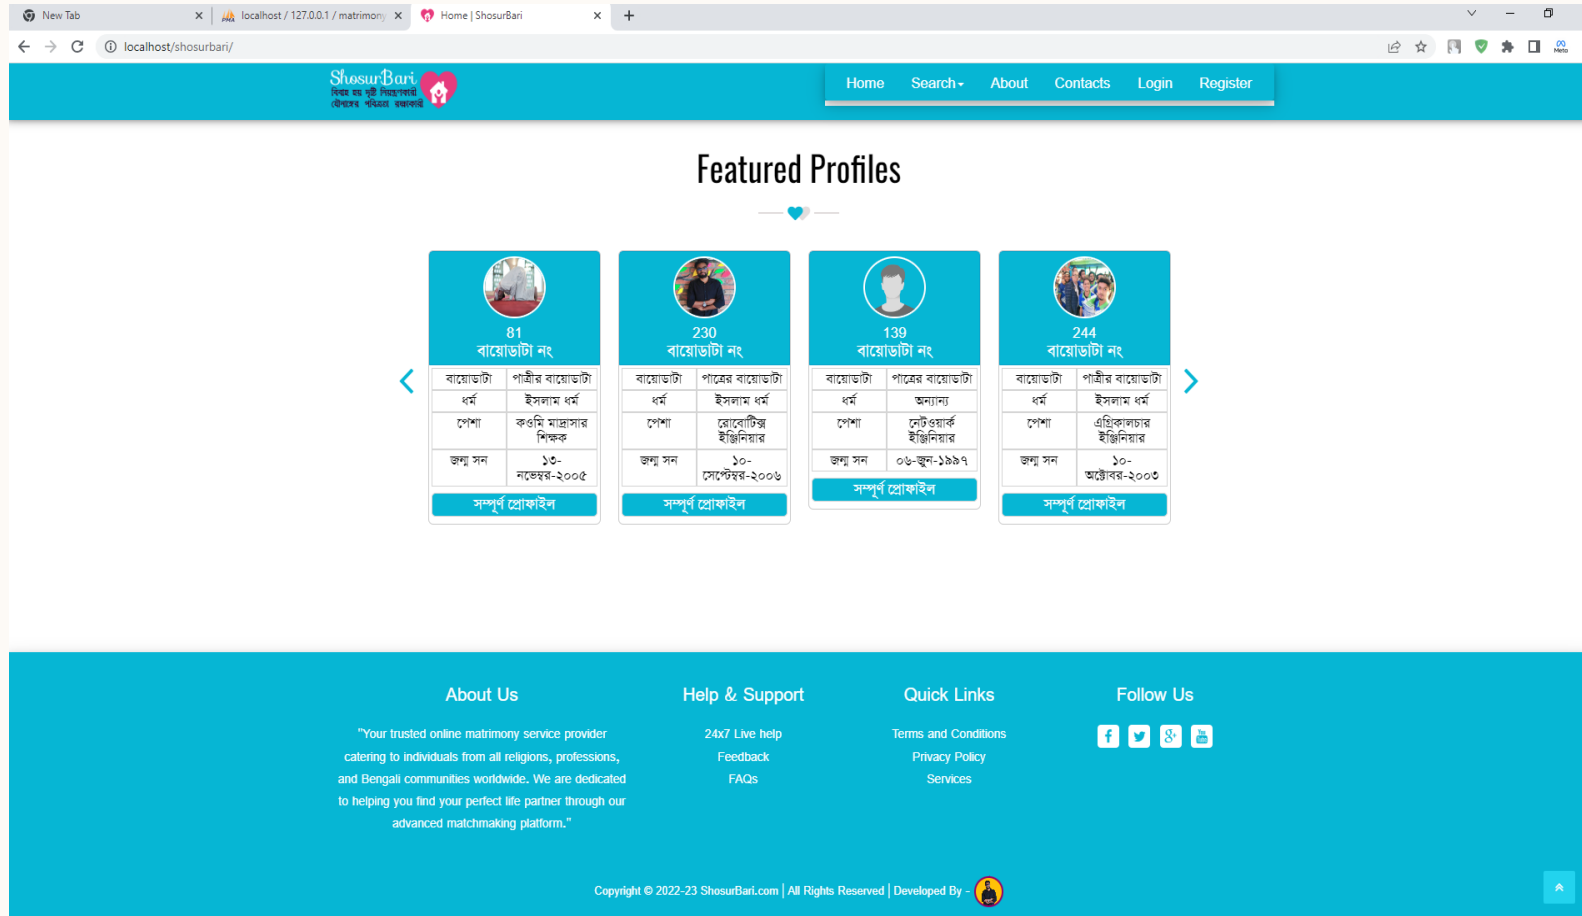 New Tab
localhost / 127.0.0.1 / matrimony
Home | ShosurBari
localhost/shosurbari/
Meta
ShosurBari
বিবাহ হয় দৃষ্টি নিয়ন্ত্রণকারী
যৌনাঙ্গের পবিত্রতা রক্ষাকারী
Home Search About Contacts Login Register
Featured Profiles
81
বায়োডাটা নং
বায়োডাটা পাত্রীর বায়োডাটা
ধর্ম ইসলাম ধর্ম
পেশা কওমি মাদ্রাসার
শিক্ষক
জন্ম সন ১৩-
নভেম্বর-২০০৫
সম্পূর্ণ প্রোফাইল
230
বায়োডাটা নং
বায়োডাটা পাত্রের বায়োডাটা
ধর্ম ইসলাম ধর্ম
পেশা রোবোটিক্স
ইঞ্জিনিয়ার
জন্ম সন ১০-
সেপ্টেম্বর-২০০৬
সম্পূর্ণ প্রোফাইল
139
বায়োডাটা নং
বায়োডাটা পাত্রের বায়োডাটা
ধর্ম অন্যান্য
পেশা নেটওয়ার্ক
ইঞ্জিনিয়ার
জন্ম সন ০৬-জুন-১৯৯৭
সম্পূর্ণ প্রোফাইল
244
বায়োডাটা নং
বায়োডাটা পাত্রীর বায়োডাটা
ধর্ম ইসলাম ধর্ম
পেশা এগ্রিকালচার
ইঞ্জিনিয়ার
জন্ম সন ১০-
অক্টোবর-২০০৩
সম্পূর্ণ প্রোফাইল
About Us
"Your trusted online matrimony service provider
catering to individuals from all religions, professions,
and Bengali communities worldwide. We are dedicated
to helping you find your perfect life partner through our
advanced matchmaking platform."
Help & Support
24x7 Live help
Feedback
FAQs
Quick Links
Terms and Conditions
Privacy Policy
Services
Follow Us
Copyright © 2022-23 ShosurBari.com | All Rights Reserved | Developed By -